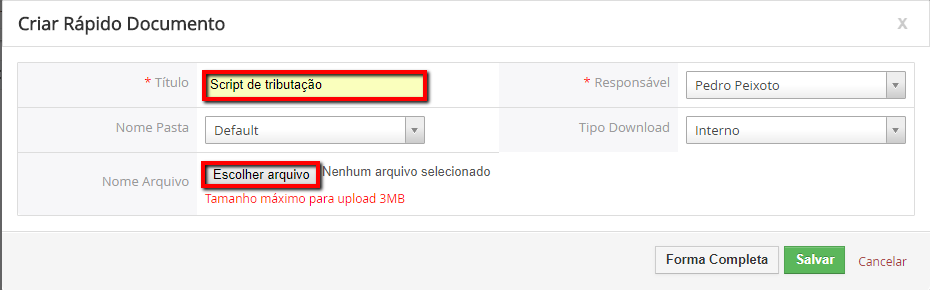 Criar Rápido Documento x
* Título Script de tributação * Responsável Pedro Peixoto
Nome Pasta Default Tipo Download Interno
Nome Arquivo Escolher arquivo Nenhum arquivo selecionado
Tamanho máximo para upload 3MB
Forma Completa Salvar Cancelar